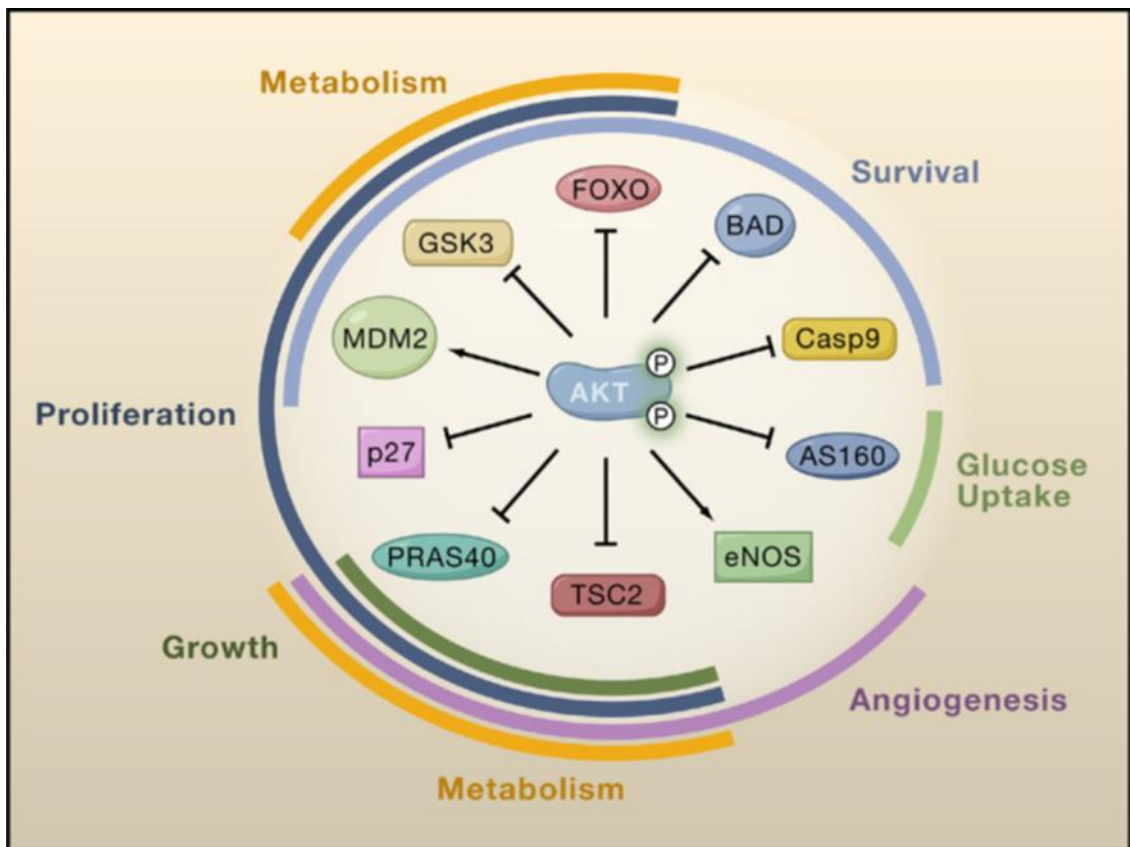 Metabolism
Survival
FOXO
BAD
GSK3
MDM2
Casp9
P
AKT
P
Proliferation
p27
AS160
Glucose
Uptake
PRAS40
eNOS
TSC2
Growth
Angiogenesis
Metabolism